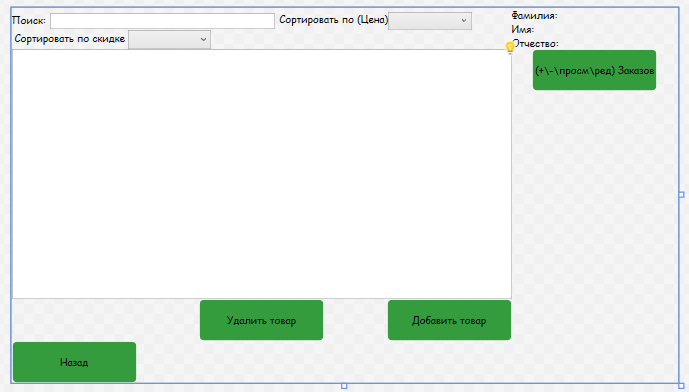 Поиск: Сортировать по (Цена)
Фамилия:
Имя:
Отчество:
Сортировать по скидке
(+\-\просм\ред) Заказов
Удалить товар
Добавить товар
Назад